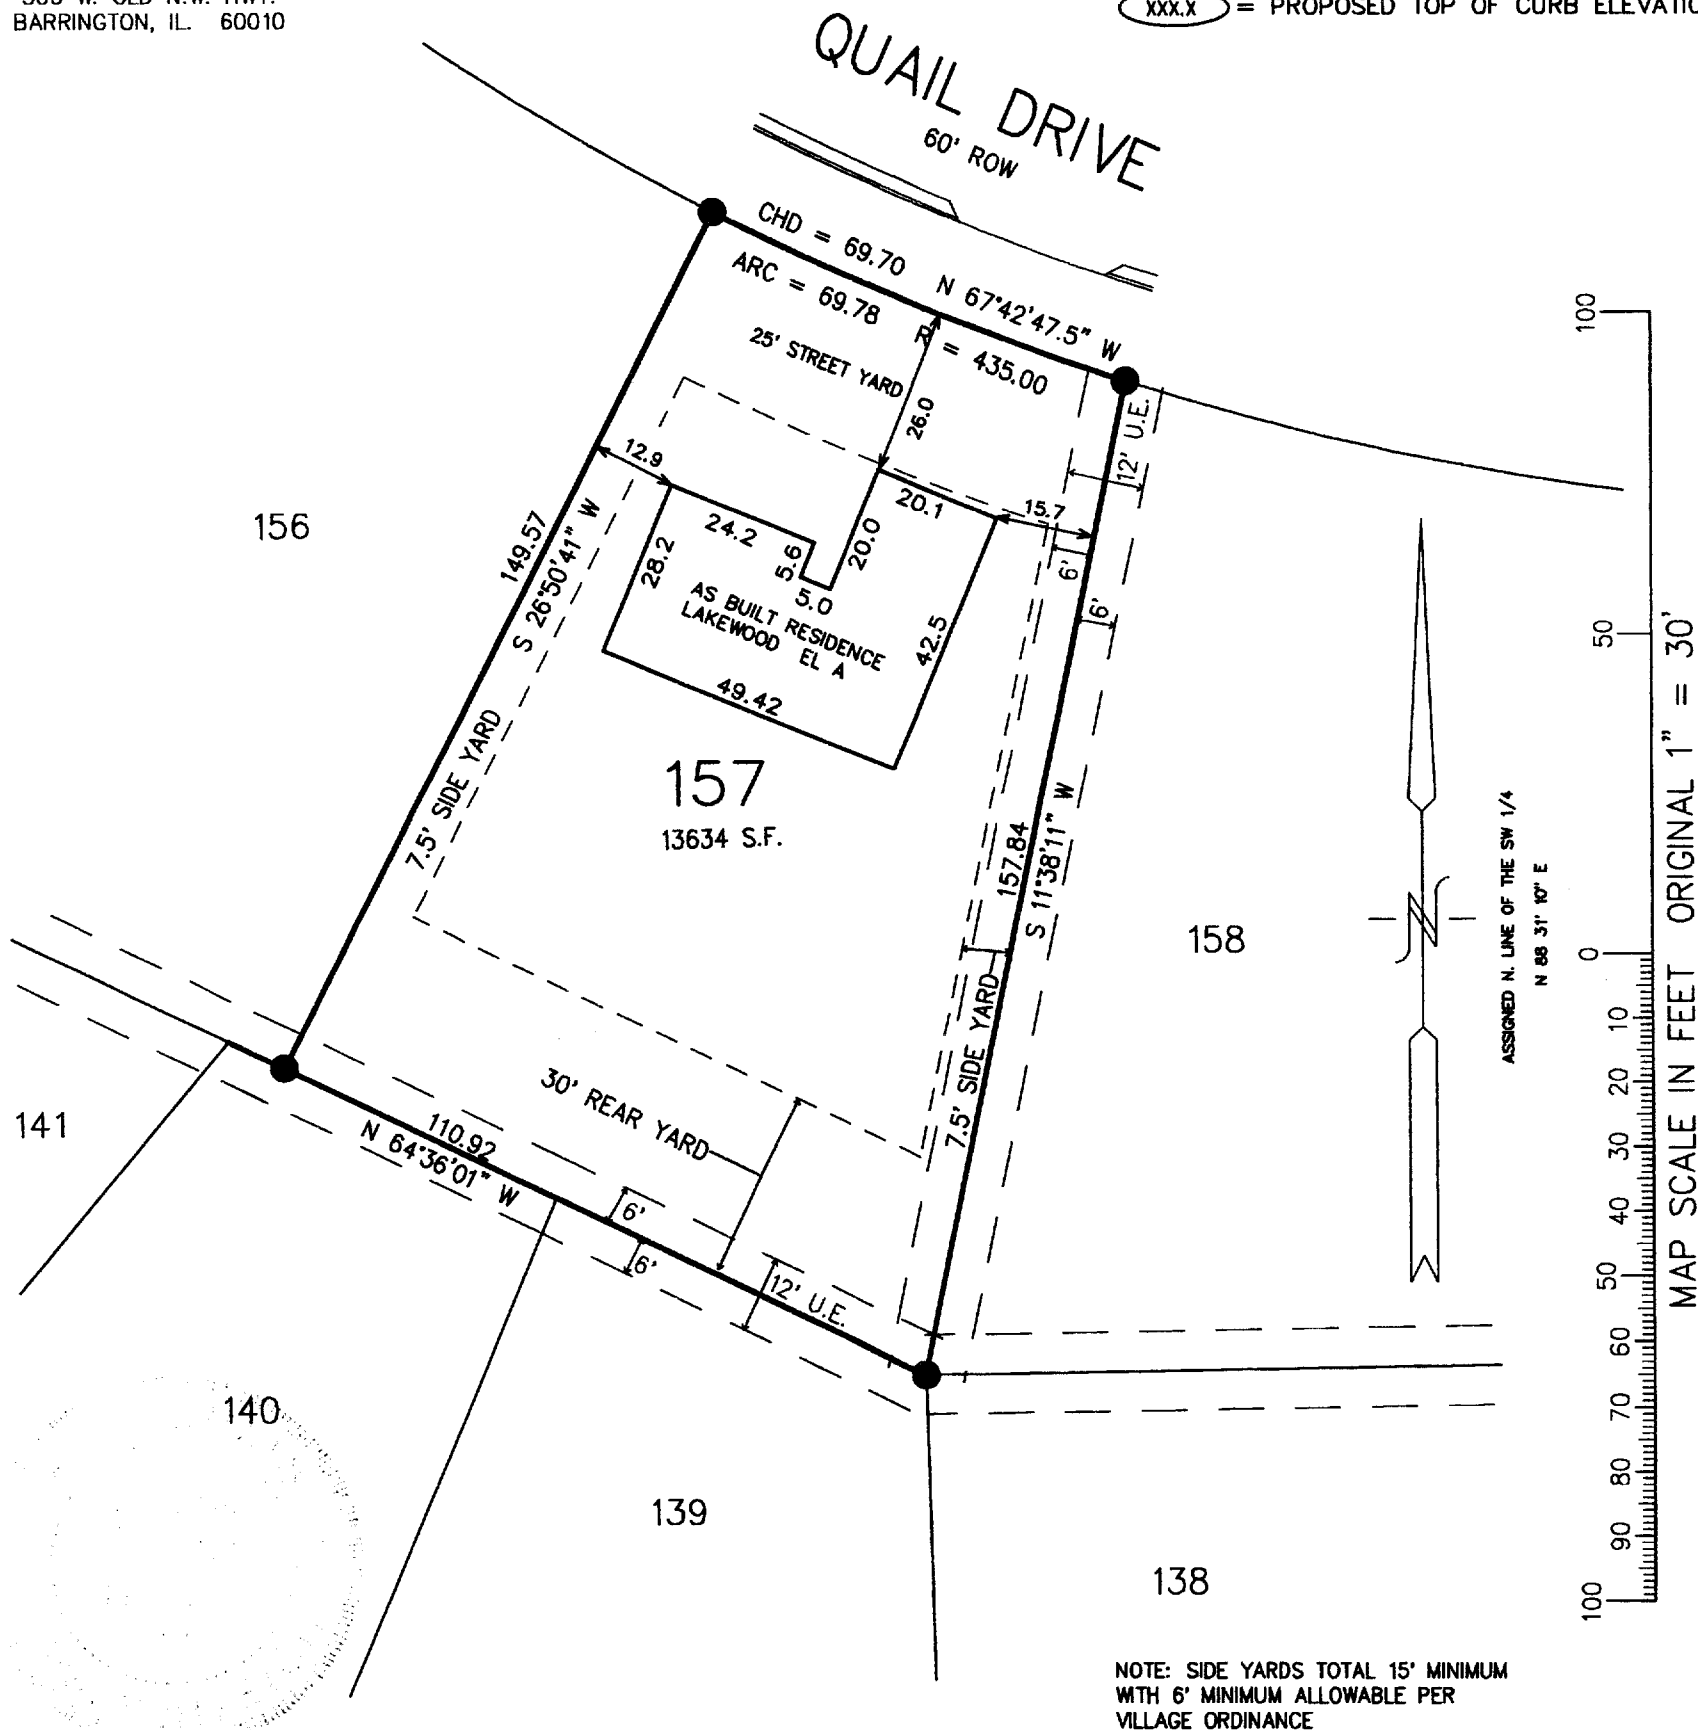 BARRINGTON, IL. 60010
XXX.X = PROPOSED TOP OF CURB
QUAIL DRIVE
60' ROW
CHD = 69.70 N 67°42'47.5" W
ARC = 69.78 R = 435.00
25' STREET YARD
26.0
12' U.E.
12.9
24.2
5.6
5.0
20.0
20.1
15.7
6'
6'
28.2
42.5
49.42
AS BUILT RESIDENCE
LAKEWOOD EL A
156
149.57
S 26°50'41" W
7.5' SIDE YARD
157
13634 S.F.
157.84
S 11°38'11" W
7.5' SIDE YARD
158
30' REAR YARD
110.92
N 64°36'01" W
6'
6'
12' U.E.
141
140
139
138
N
ASSIGNED N. LINE OF THE SW 1/4
N 88 31' 10" E
100
50
0
10
20
30
40
50
60
70
80
90
100
MAP SCALE IN FEET ORIGINAL 1" = 30'
NOTE: SIDE YARDS TOTAL 15' MINIMUM
WITH 6' MINIMUM ALLOWABLE PER
VILLAGE ORDINANCE